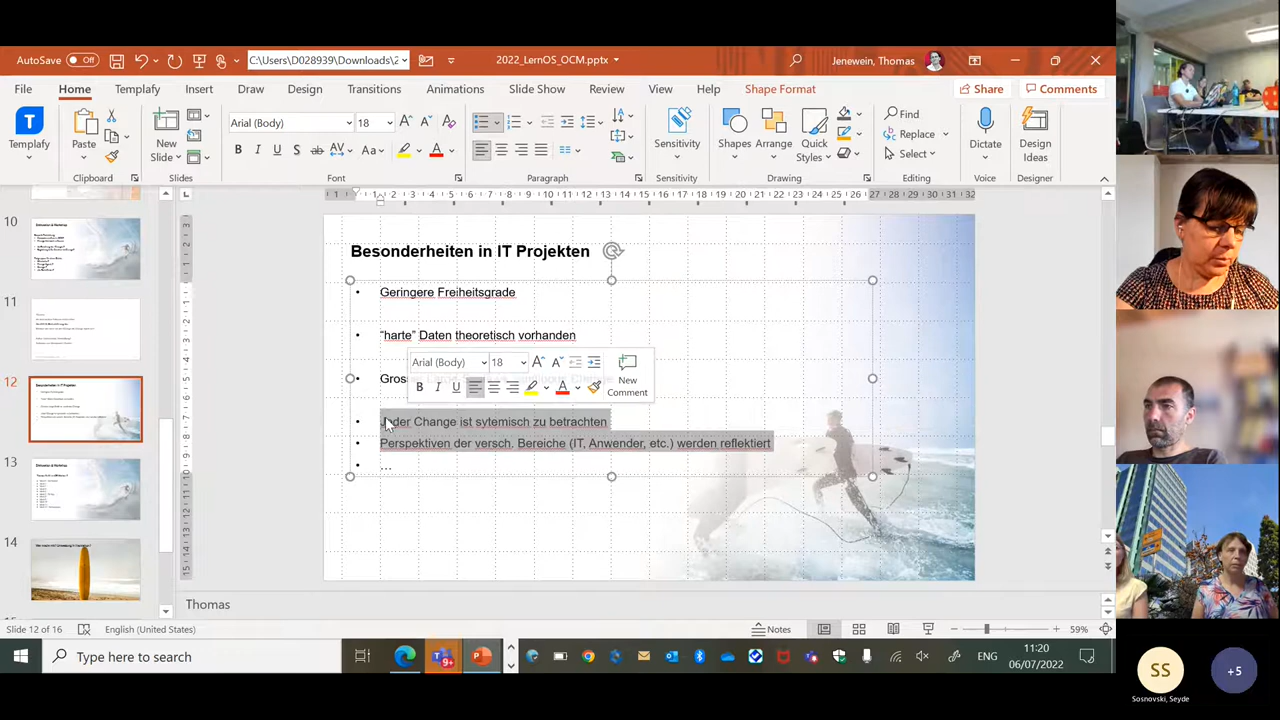 AutoSave Off C:\Users\D028939\Downloads\2 2022_LernOS_OCM.pptx Jenewein, Thomas
File Home Templafy Insert Draw Design Transitions Animations Slide Show Review View Help Shape Format Share Comments
Arial (Body) 18 Find
Replace
Select
Templafy Paste New Slide Sensitivity Shapes Arrange Quick Styles Dictate Design Ideas
Clipboard Slides Font Paragraph Sensitivity Drawing Editing Voice Designer
10
11
12
13
14
Besonderheiten in IT Projekten
• Geringere Freiheitsgrade
• “harte” Daten theoretisch vorhanden
Arial (Body) 18
• Gros
New Comment
• Jeder Change ist sytemisch zu betrachten
• Perspektiven der versch. Bereiche (IT, Anwender, etc.) werden reflektiert
• …
Thomas
Slide 12 of 16 English (United States) Notes 59%
Type here to search 9+ ENG 11:20
06/07/2022
SS
Sosnovski, Seyde
+5